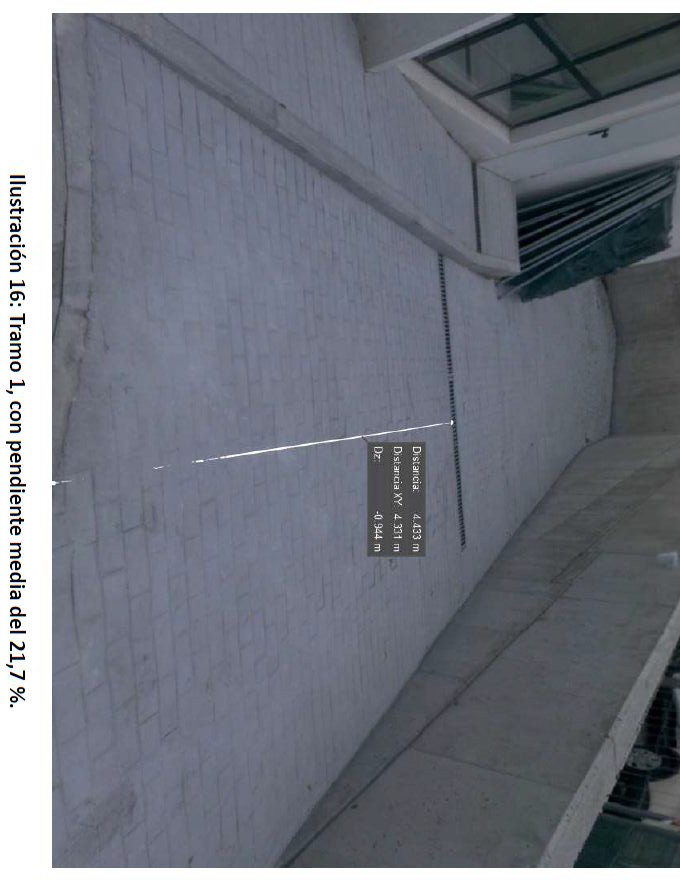 Distancia: 4.433 m
Distancia XY: 4.331 m
Dz: -0.944 m
Ilustración 16: Tramo 1, con pendiente media del 21,7 %.